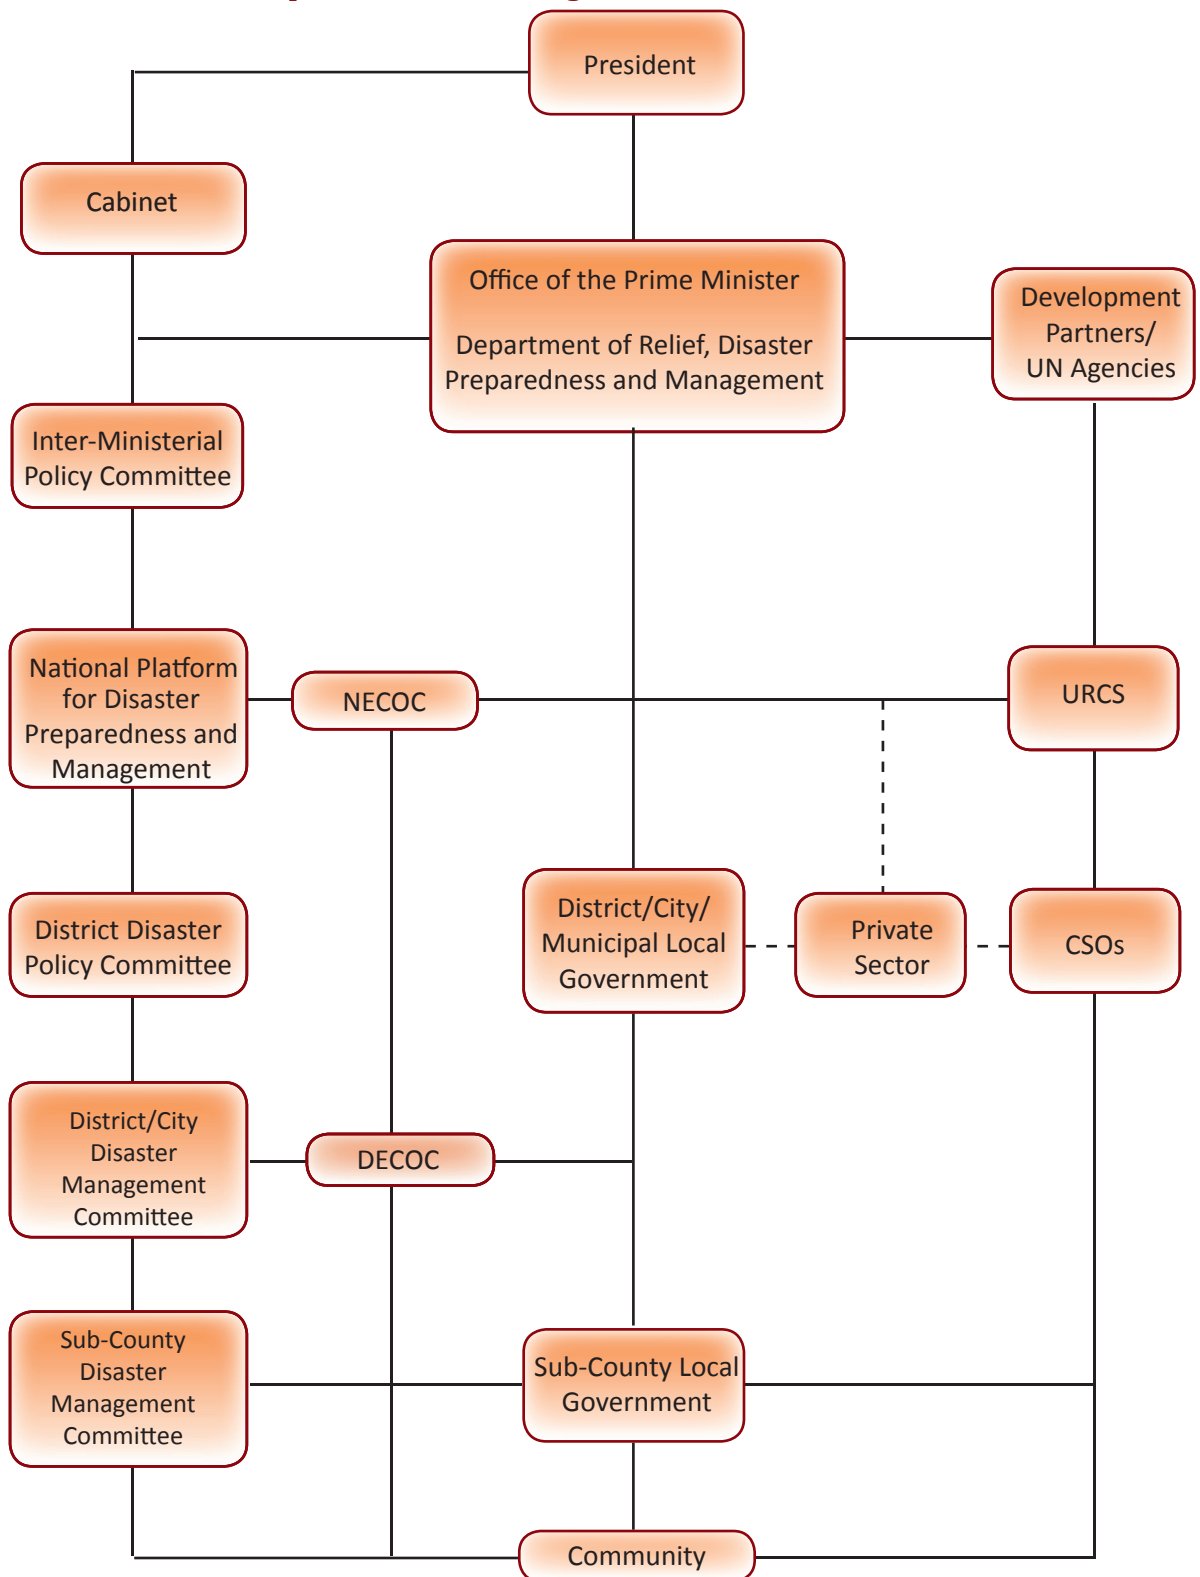 President
Cabinet
Office of the Prime Minister
Department of Relief, Disaster
Preparedness and Management
Development
Partners/
UN Agencies
Inter-Ministerial
Policy Committee
National Platform
for Disaster
Preparedness and
Management
NECOC
URCS
District Disaster
Policy Committee
District/City/
Municipal Local
Government
Private
Sector
CSOs
District/City
Disaster
Management
Committee
DECOC
Sub-County
Disaster
Management
Committee
Sub-County Local
Government
Community